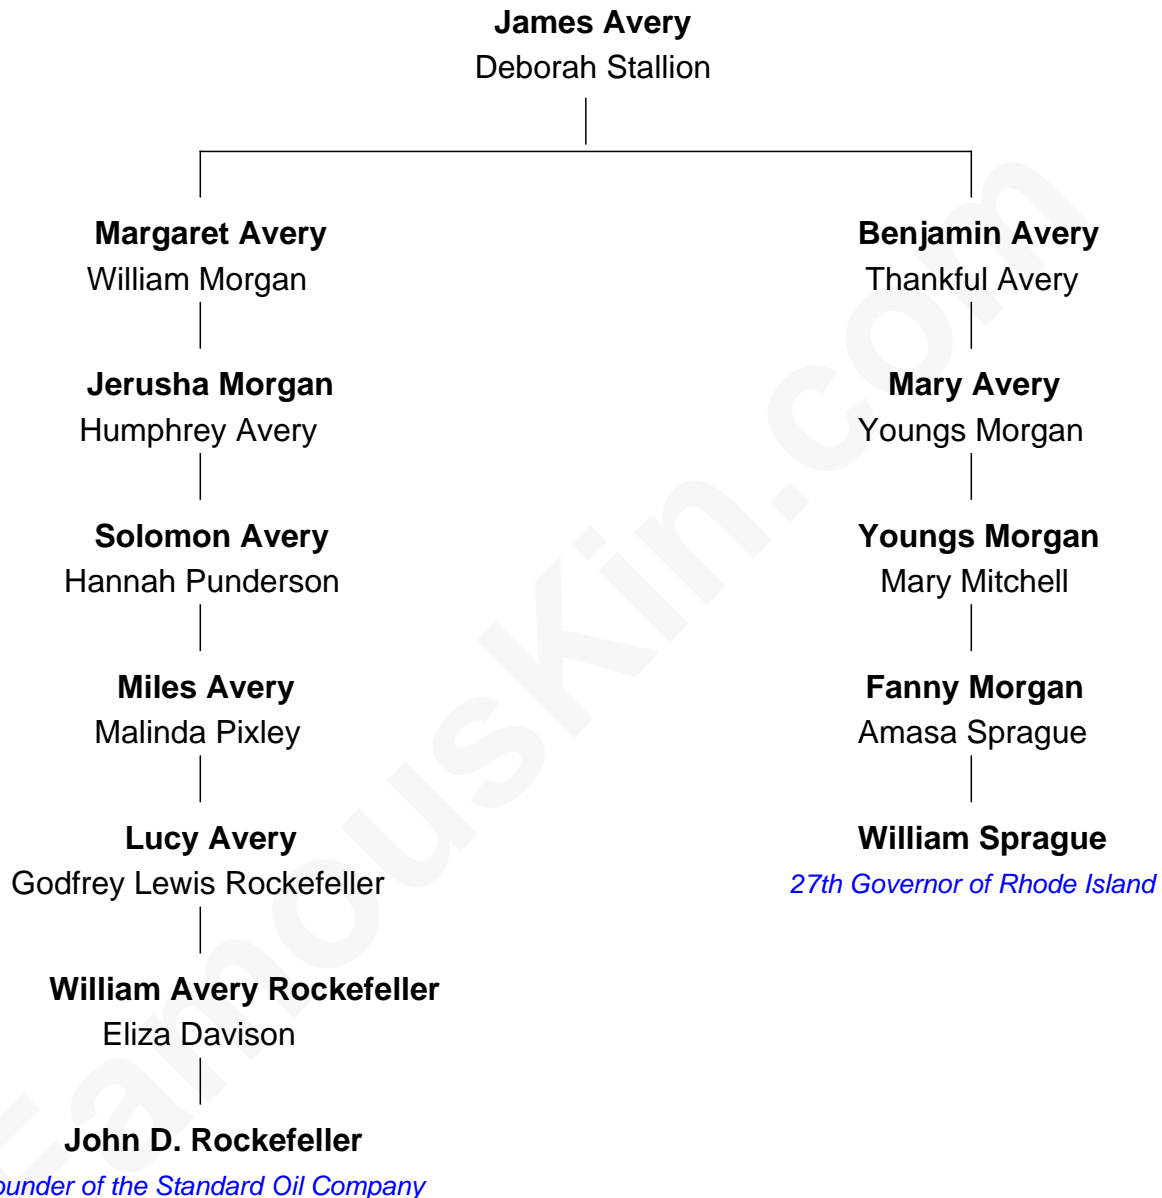 James Avery
Deborah Stallion
Margaret Avery
William Morgan
Benjamin Avery
Thankful Avery
Jerusha Morgan
Humphrey Avery
Mary Avery
Youngs Morgan
Solomon Avery
Hannah Punderson
Youngs Morgan
Mary Mitchell
Miles Avery
Malinda Pixley
Fanny Morgan
Amasa Sprague
Lucy Avery
Godfrey Lewis Rockefeller
William Sprague
27th Governor of Rhode Island
William Avery Rockefeller
Eliza Davison
John D. Rockefeller
ounder of the Standard Oil Company
FamousKin.com